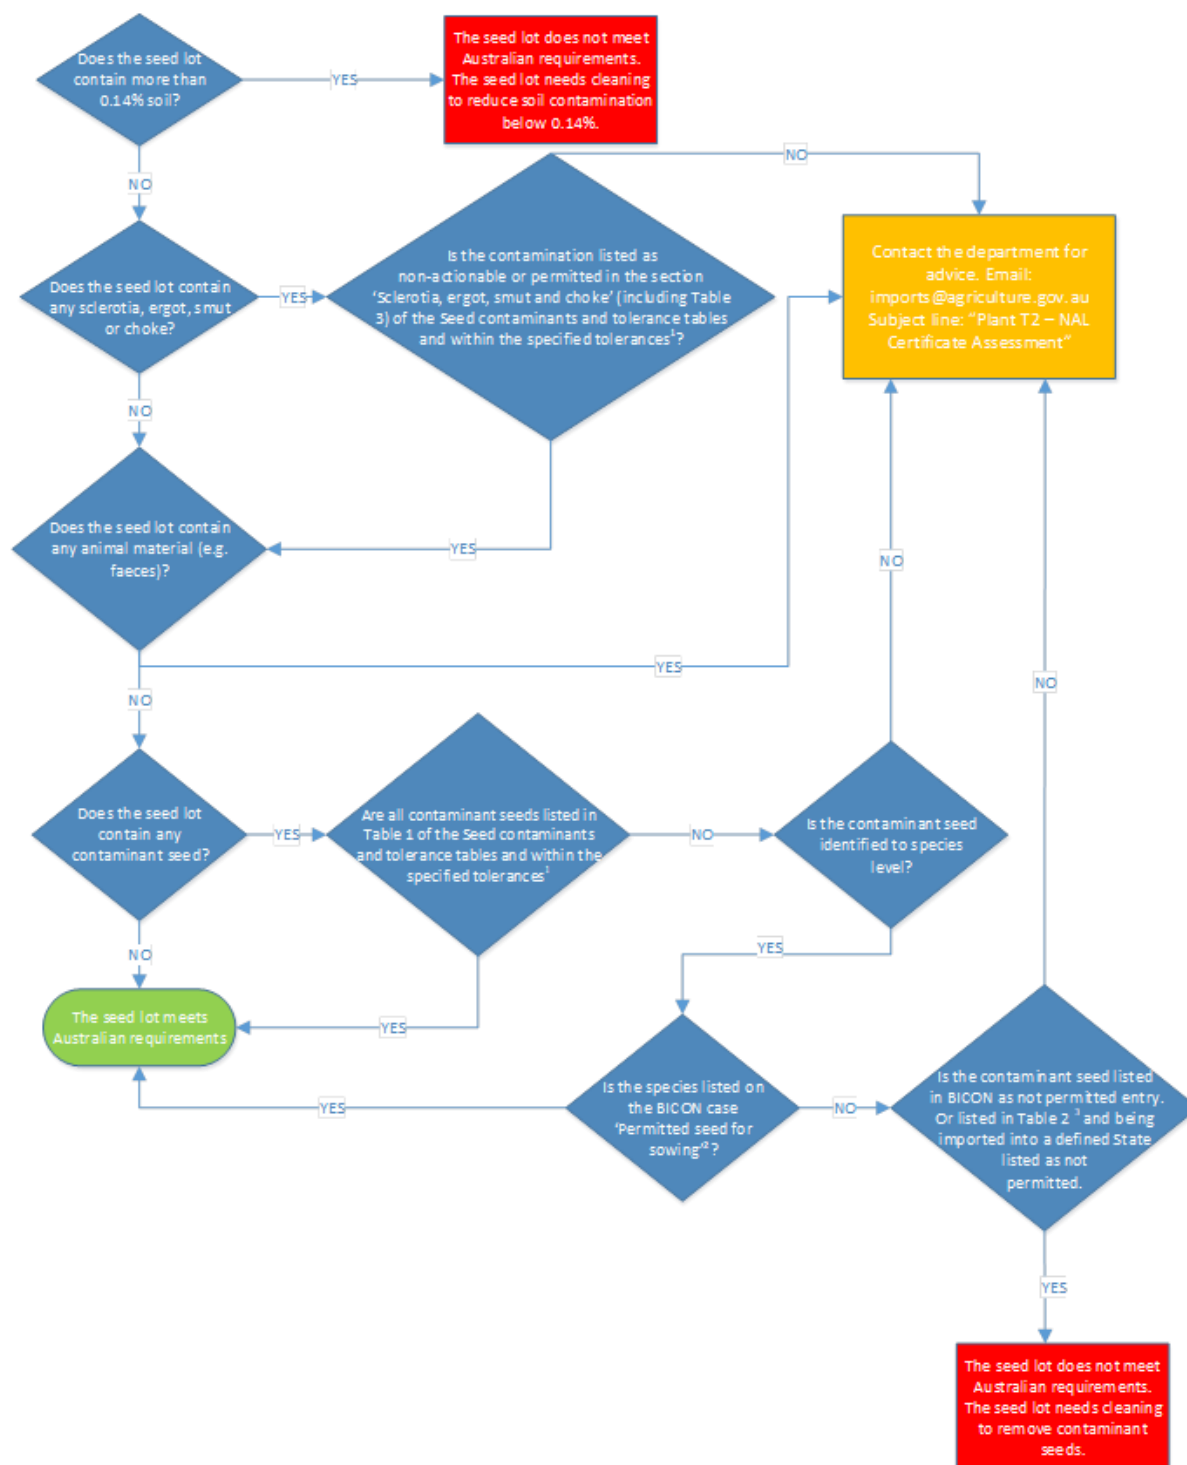 Does the seed lot
contain more than
0.14% soil?
YES
The seed lot does not meet
Australian requirements.
The seed lot needs cleaning
to reduce soil contamination
below 0.14%.
NO
NO
Does the seed lot contain
any sclerotia, ergot, smut
or choke?
YES
Is the contamination listed as
non-actionable or permitted in the section
‘Sclerotia, ergot, smut and choke’ (including Table
3) of the Seed contaminants and tolerance tables
and within the specified tolerances¹?
Contact the department for
advice. Email:
imports@agriculture.gov.au
Subject line: “Plant T2 – NAL
Certificate Assessment”
NO
YES
Does the seed lot contain
any animal material (e.g.
faeces)?
YES
NO
NO
NO
Does the seed lot
contain any
contaminant seed?
YES
Are all contaminant seeds listed in
Table 1 of the Seed contaminants
and tolerance tables and within the
specified tolerances¹
NO
Is the contaminant seed
identified to species
level?
NO
YES
The seed lot meets
Australian requirements
YES
YES
Is the species listed on
the BICON case
‘Permitted seed for
sowing’²?
NO
Is the contaminant seed listed
in BICON as not permitted entry.
Or listed in Table 2 ³ and being
imported into a defined State
listed as not
permitted.
YES
The seed lot does not meet
Australian requirements.
The seed lot needs cleaning
to remove contaminant
seeds.